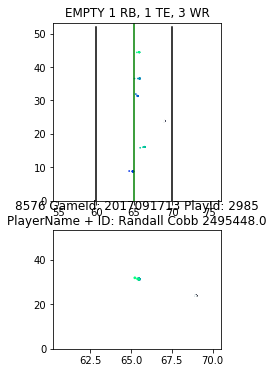 EMPTY 1 RB, 1 TE, 3 WR
50
40
30
20
10
0
55 60 65 70 75
8576 GameId: 2017091713 PlayId: 2985
PlayerName + ID: Randall Cobb 2495448.0
40
20
0
62.5 65.0 67.5 70.0